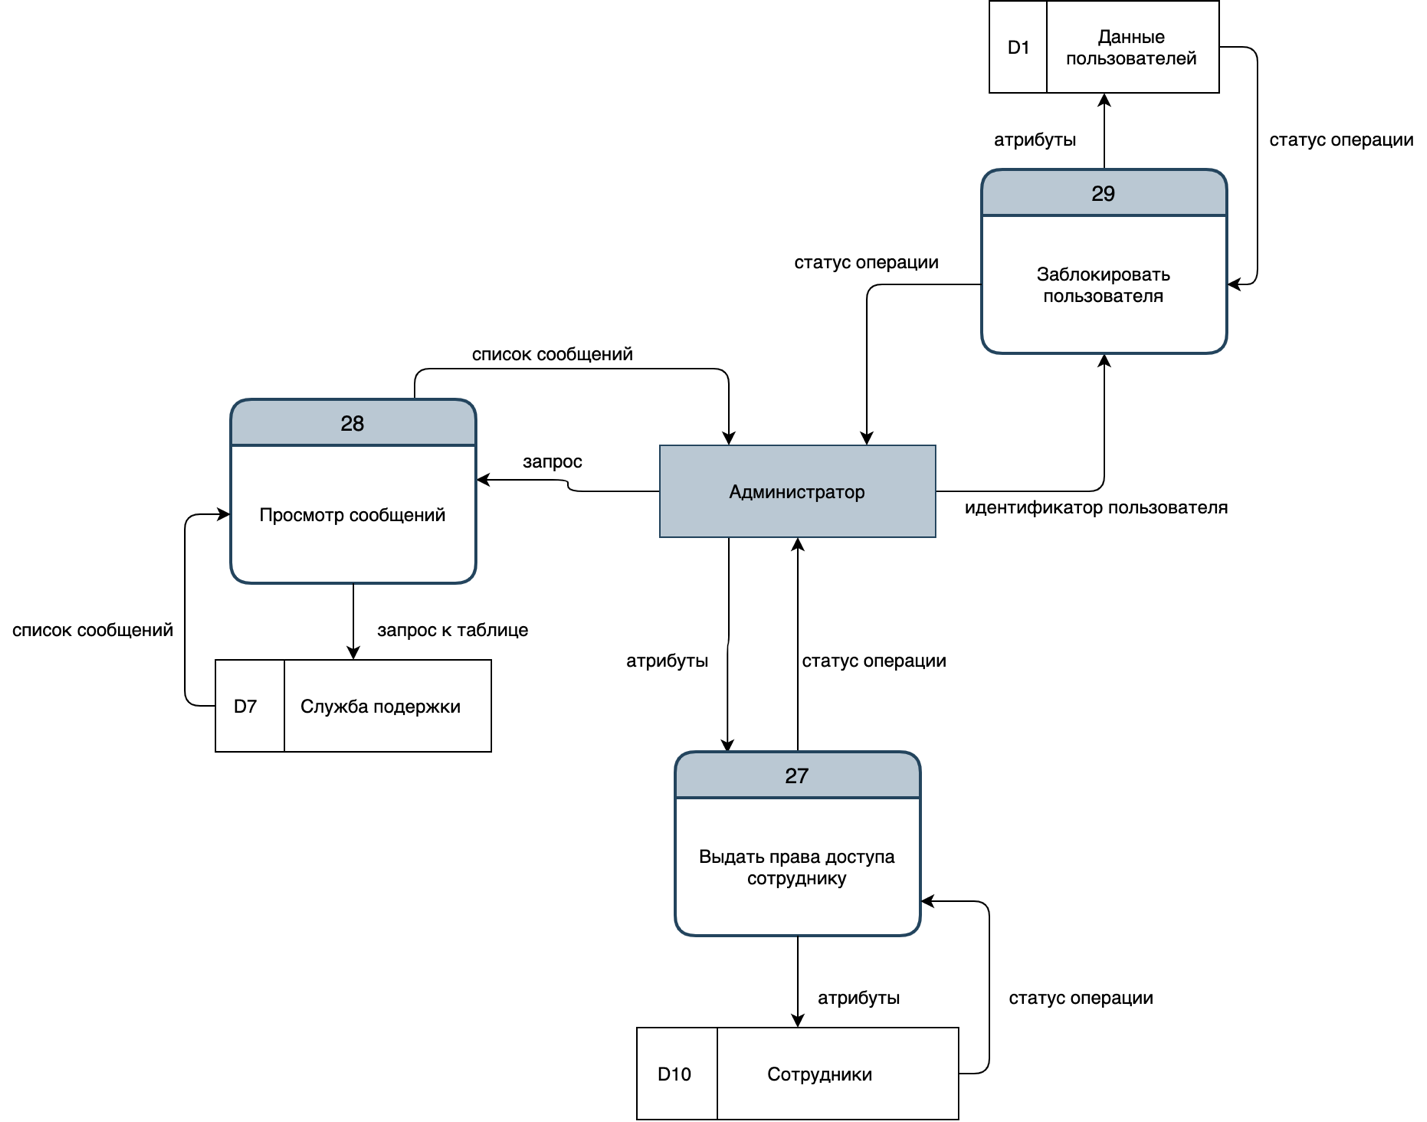 D1
Данные
пользователей
атрибуты
статус операции
29
Заблокировать
пользователя
статус операции
список сообщений
28
запрос
Администратор
идентификатор пользователя
Просмотр сообщений
список сообщений
запрос к таблице
атрибуты
статус операции
D7
Служба подержки
27
Выдать права доступа
сотруднику
атрибуты
статус операции
D10
Сотрудники